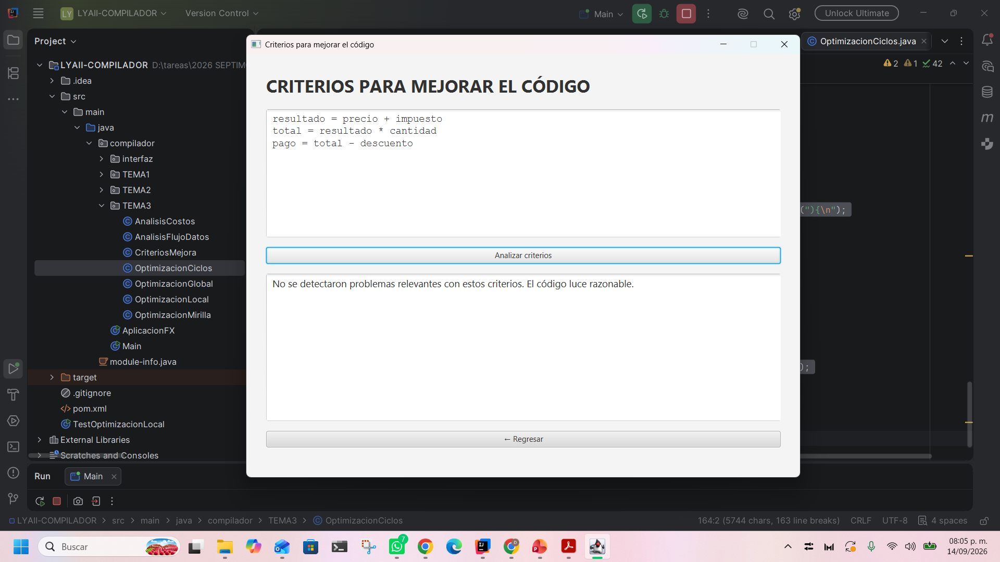 LY LYAII-COMPILADOR
Version Control
Main
Unlock Ultimate
Project
LYAII-COMPILADOR D:\tareas\2026 SEPTIM
.idea
src
main
java
compilador
interfaz
TEMA1
TEMA2
TEMA3
AnalisisCostos
AnalisisFlujoDatos
CriteriosMejora
OptimizacionCiclos
OptimizacionGlobal
OptimizacionLocal
OptimizacionMirilla
AplicacionFX
Main
module-info.java
target
.gitignore
pom.xml
TestOptimizacionLocal
External Libraries
Scratches and Consoles
Criterios para mejorar el código
CRITERIOS PARA MEJORAR EL CÓDIGO
resultado = precio + impuesto
total = resultado * cantidad
pago = total - descuento
Analizar criterios
No se detectaron problemas relevantes con estos criterios. El código luce razonable.
← Regresar
OptimizacionCiclos.java
2 1 42
("){\n");
);
m
Run
Main
LYAII-COMPILADOR > src > main > java > compilador > TEMA3 > OptimizacionCiclos
164:2 (5744 chars, 163 line breaks) CRLF UTF-8 4 spaces
Buscar
7
08:05 p. m.
14/09/2026